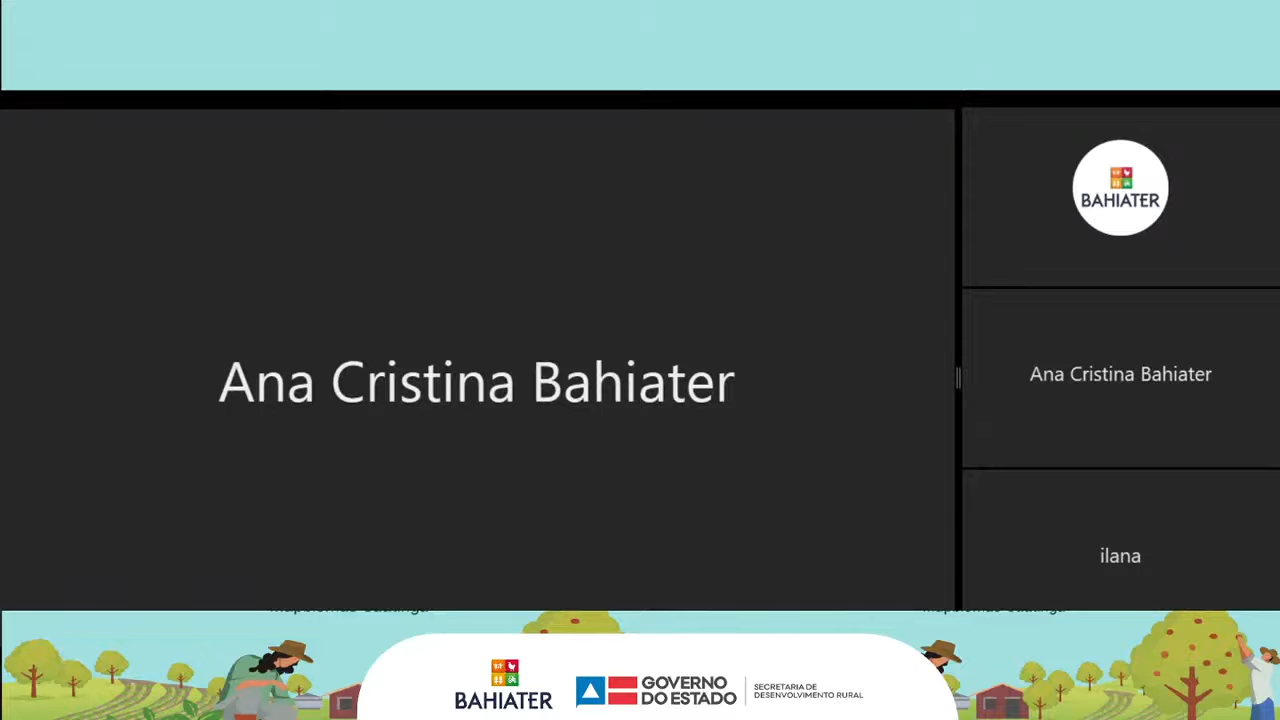 BAHIATER
Ana Cristina Bahiater
Ana Cristina Bahiater
ilana
BAHIATER
GOVERNO
DO ESTADO
SECRETARIA DE
DESENVOLVIMENTO RURAL